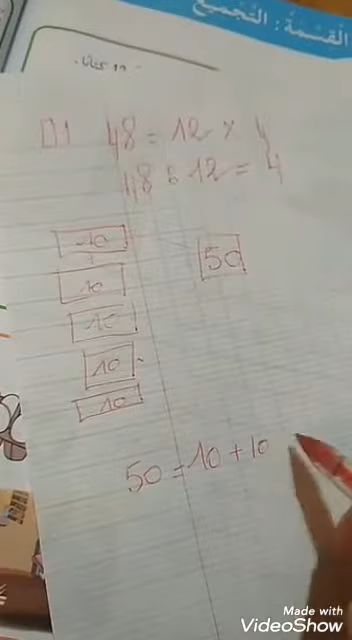 القسمة : التجميع
48 = 12 × 4
48 : 12 = 4
10
50
10
10
10
10
50 = 10 + 10
Made with
VideoShow